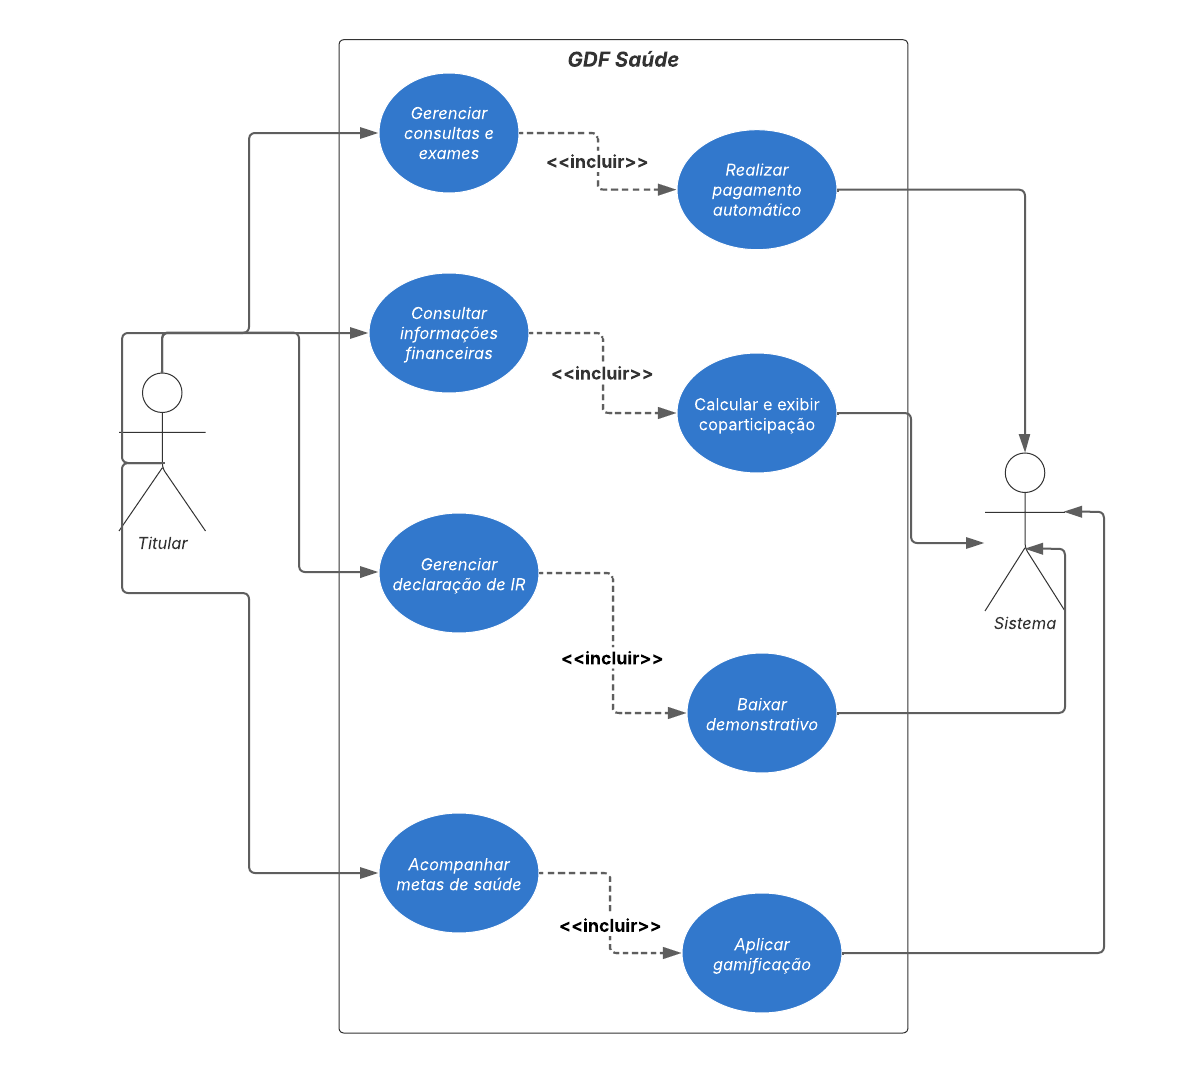 GDF Saúde
Gerenciar
consultas e
exames
<<incluir>>
Realizar
pagamento
automático
Consultar
informações
financeiras
<<incluir>>
Calcular e exibir
coparticipação
Titular
Gerenciar
declaração de IR
Sistema
<<incluir>>
Baixar
demonstrativo
Acompanhar
metas de saúde
<<incluir>>
Aplicar
gamificação